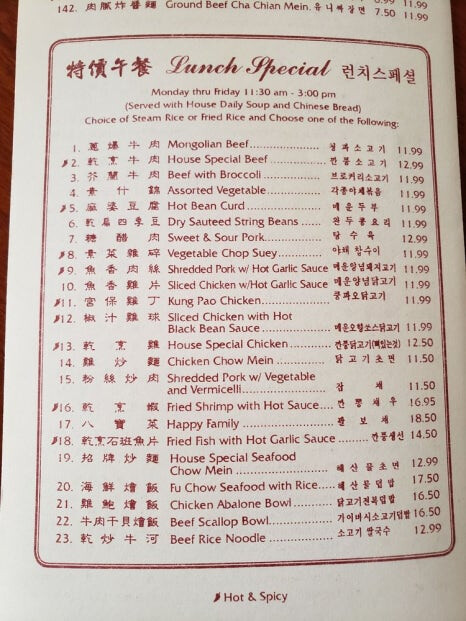 142. 肉膩炸醬麵 Ground Beef Cha Chian Mein. 유니짜장면 7.50 11.99
特價午餐 Lunch Special 런치스페셜
Monday thru Friday 11:30 am - 3:00 pm
(Served with House Daily Soup and Chinese Bread)
Choice of Steam Rice or Fried Rice and Choose one of the Following:
1. 蔥爆牛肉 Mongolian Beef 쌍파소고기 11.99
2. 乾烹牛肉 House Special Beef 깐풍소고기 12.99
3. 芥蘭牛肉 Beef with Broccoli 브로커리소고기 11.99
4. 素什錦 Assorted Vegetable 각종야채볶음 11.99
5. 麻婆豆腐 Hot Bean Curd 매운두부 11.99
6. 乾扁四季豆 Dry Sauteed String Beans 완두콩요리 11.99
7. 糖醋肉 Sweet & Sour Pork 탕수육 12.99
8. 素菜雜碎 Vegetable Chop Suey 야채 참수이 11.99
9. 魚香肉絲 Shredded Pork w/ Hot Garlic Sauce 매운양념돼지고기 11.99
10. 魚香雞片 Sliced Chicken w/Hot Garlic Sauce 매운양념닭고기 11.99
11. 宮保雞丁 Kung Pao Chicken 쿵파오닭고기 11.99
12. 椒汁雞球 Sliced Chicken with Hot
Black Bean Sauce 매운오향쏘스닭고기 11.99
13. 乾烹雞 House Special Chicken 깐풍닭고기(뼈있는것) 12.50
14. 雞炒麵 Chicken Chow Mein 닭고기초면 11.50
15. 粉絲炒肉 Shredded Pork w/ Vegetable
and Vermicelli 잡채 11.50
16. 乾烹蝦 Fried Shrimp with Hot Sauce 깐풍새우 16.95
17. 八寶菜 Happy Family 팔보채 18.50
18. 乾烹石班魚片 Fried Fish with Hot Garlic Sauce 깐풍생선 14.50
19. 招牌炒麵 House Special Seafood
Chow Mein 해산물초면 12.99
20. 海鮮燴飯 Fu Chow Seafood with Rice 해산물덮밥 17.50
21. 雞鮑燴飯 Chicken Abalone Bowl 닭고기전복덮밥 16.50
22. 牛肉干貝燴飯 Beef Scallop Bowl 가이바시소고기덮밥 16.50
23. 乾炒牛河 Beef Rice Noodle 소고기 쌀국수 12.99
Hot & Spicy